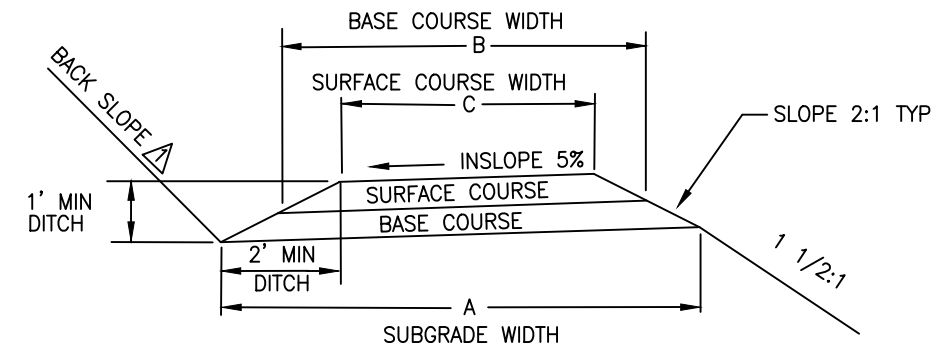 BASE COURSE WIDTH
B
SURFACE COURSE WIDTH
C
BACK SLOPE 1
SLOPE 2:1 TYP
INSLOPE 5%
SURFACE COURSE
BASE COURSE
1' MIN
DITCH
2' MIN
DITCH
1 1/2:1
A
SUBGRADE WIDTH